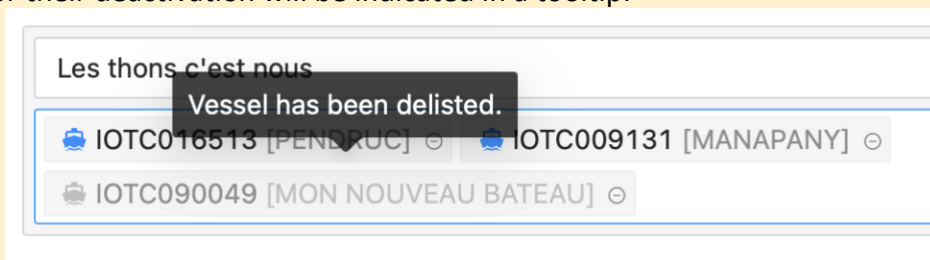 or their deactivation will be indicated in a tooltip.
Les thons c'est nous
Vessel has been delisted.
IOTC016513 [PENDRUC] IOTC009131 [MANAPANY]
IOTC090049 [MON NOUVEAU BATEAU]